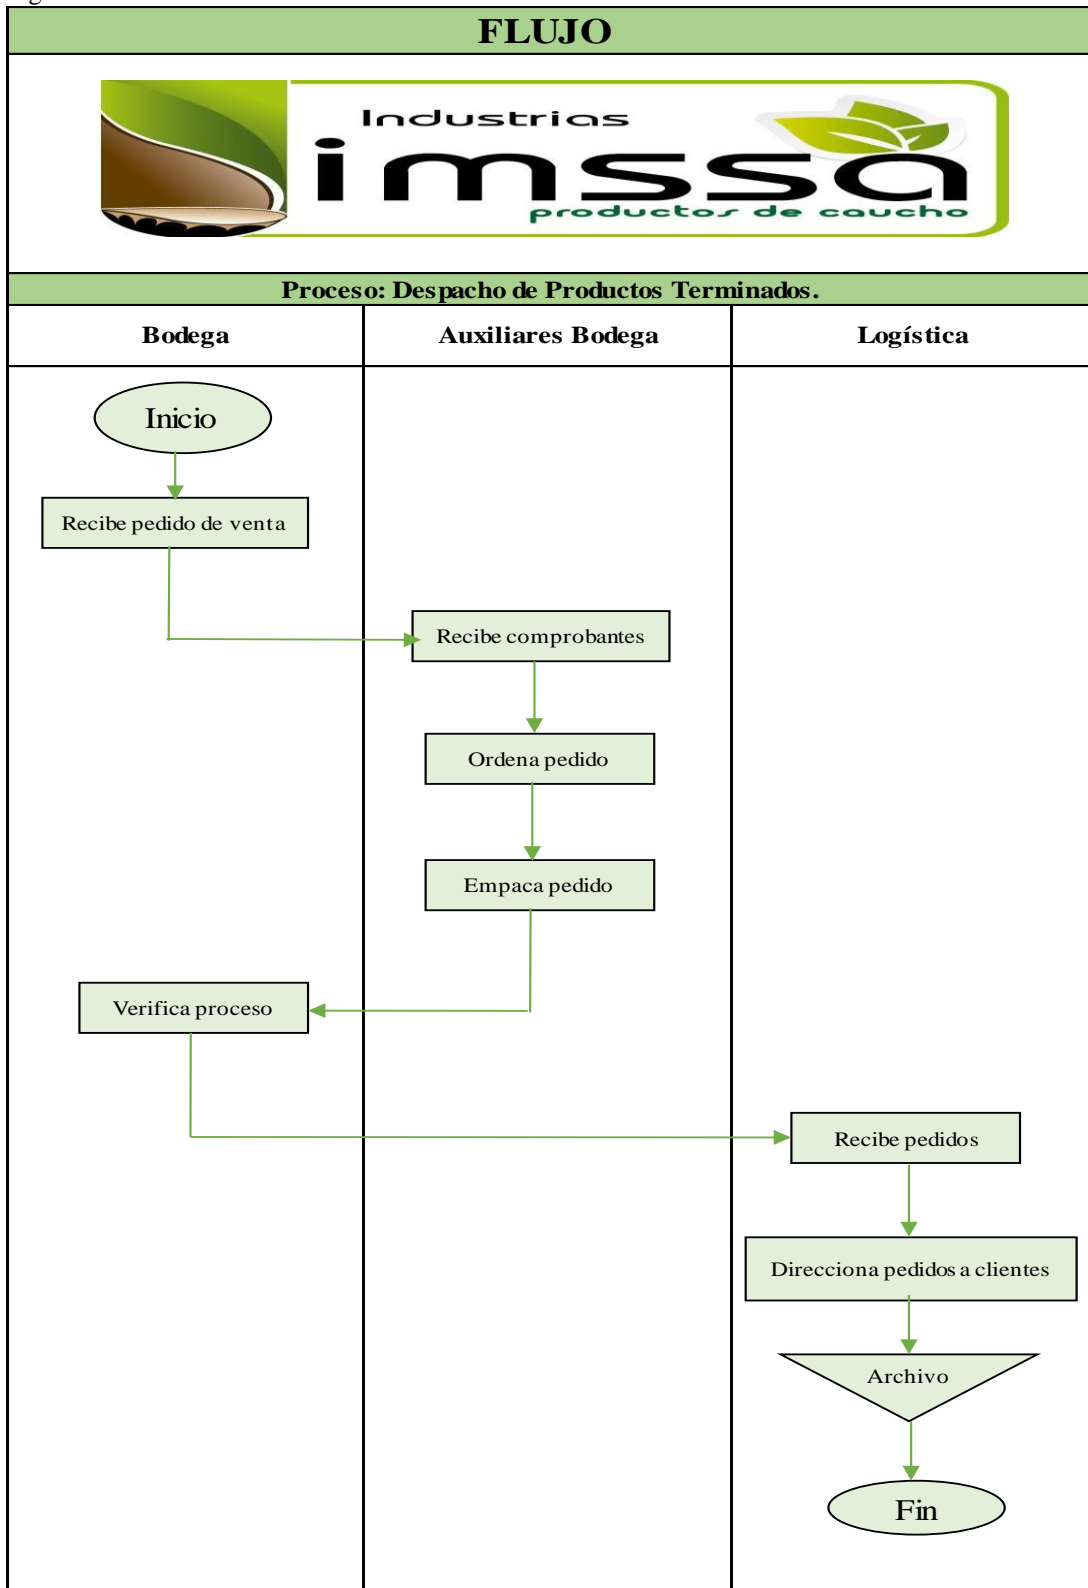 FLUJO
Industrias
imssa
productos de caucho
Proceso: Despacho de Productos Terminados.
Bodega
Auxiliares Bodega
Logística
Inicio
Recibe pedido de venta
Recibe comprobantes
Ordena pedido
Empaca pedido
Verifica proceso
Recibe pedidos
Direcciona pedidos a clientes
Archivo
Fin